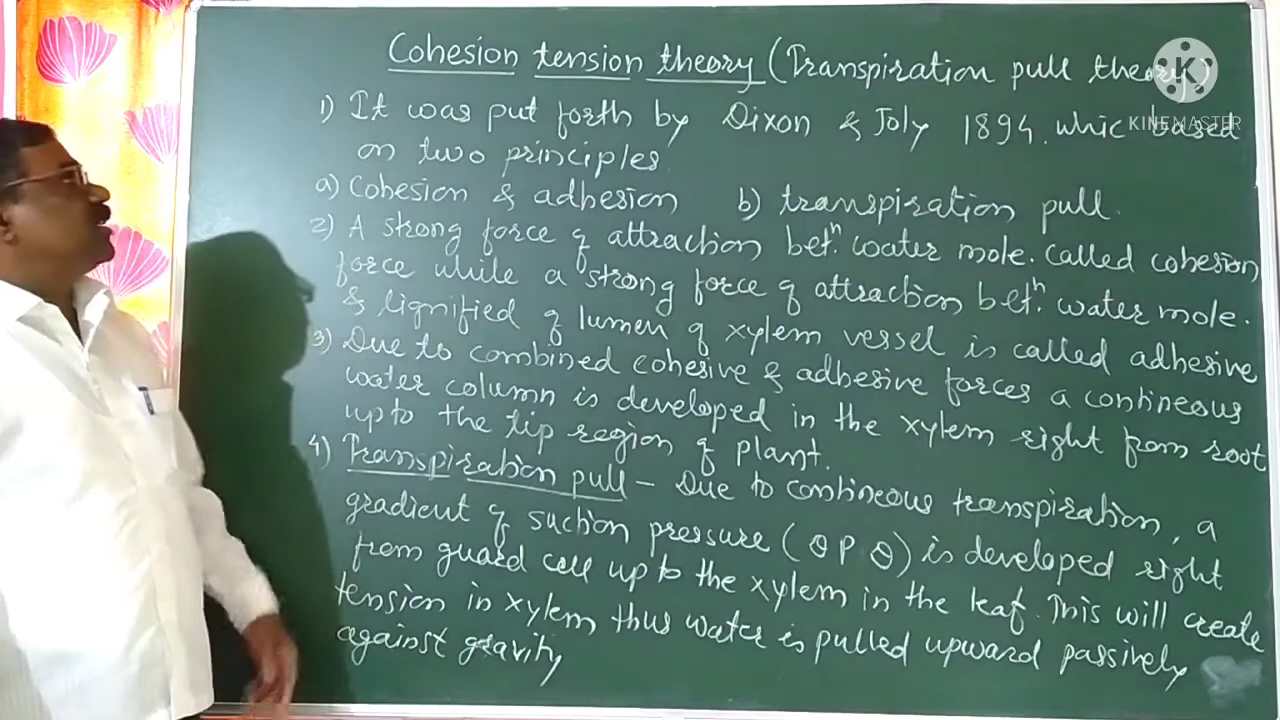 Cohesion tension theory (Transpiration pull theory)
1) It was put forth by Dixon & Joly 1894. whic based
on two principles
a) Cohesion & adhesion b) transpiration pull.
2) A strong force of attraction betn. water mole. called cohesion
force while a strong force of attraction betn. water mole.
& lignified of lumen of xylem vessel is called adhesive
3) Due to combined cohesive & adhesive forces a contineous
water column is developed in the xylem right from root
upto the tip region of plant.
4) Transpiration pull – Due to contineous transpiration, a
gradient of suction pressure ( P ) is developed right
from guard cell up to the xylem in the leaf. This will create
tension in xylem thus water is pulled upward passively
against gravity
K
KINEMASTER